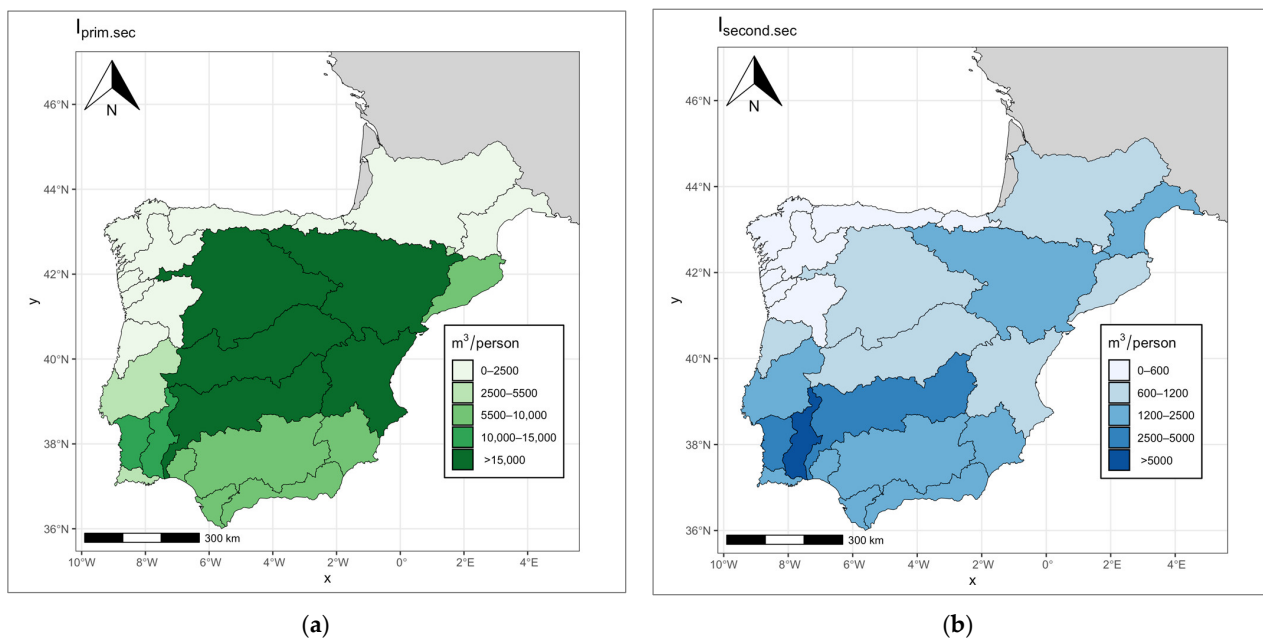 I_prim.sec
N
46°N
44°N
42°N
40°N
38°N
36°N
y
m³/person
0–2500
2500–5500
5500–10,000
10,000–15,000
>15,000
300 km
10°W 8°W 6°W 4°W 2°W 0° 2°E 4°E
x
(a)
I_second.sec
N
46°N
44°N
42°N
40°N
38°N
36°N
y
m³/person
0–600
600–1200
1200–2500
2500–5000
>5000
300 km
10°W 8°W 6°W 4°W 2°W 0° 2°E 4°E
x
(b)